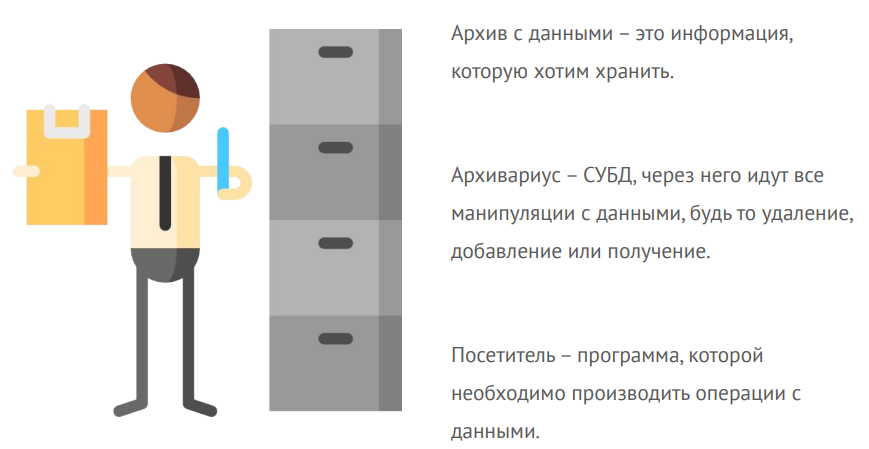 Архив с данными – это информация,
которую хотим хранить.
Архивариус – СУБД, через него идут все
манипуляции с данными, будь то удаление,
добавление или получение.
Посетитель – программа, которой
необходимо производить операции с
данными.